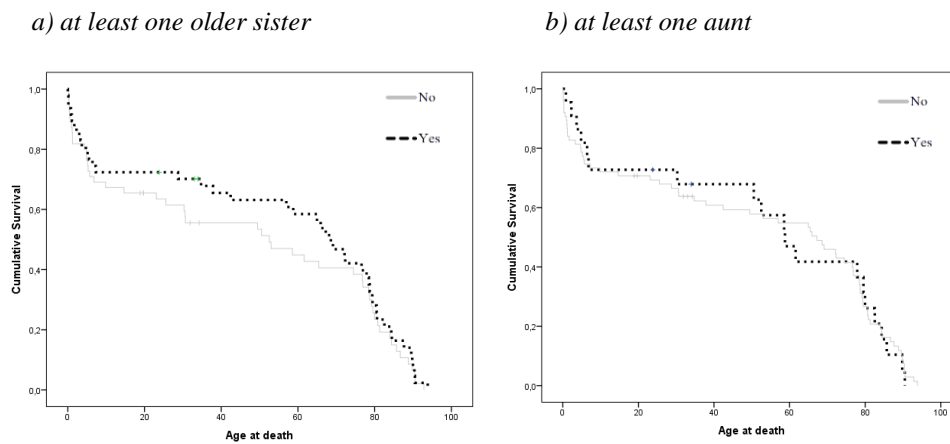 a) at least one older sister
No
Yes
Cumulative Survival
1,0
0,8
0,6
0,4
0,2
0,0
0 20 40 60 80 100
Age at death
b) at least one aunt
No
Yes
Cumulative Survival
1,0
0,8
0,6
0,4
0,2
0,0
0 20 40 60 80 100
Age at death